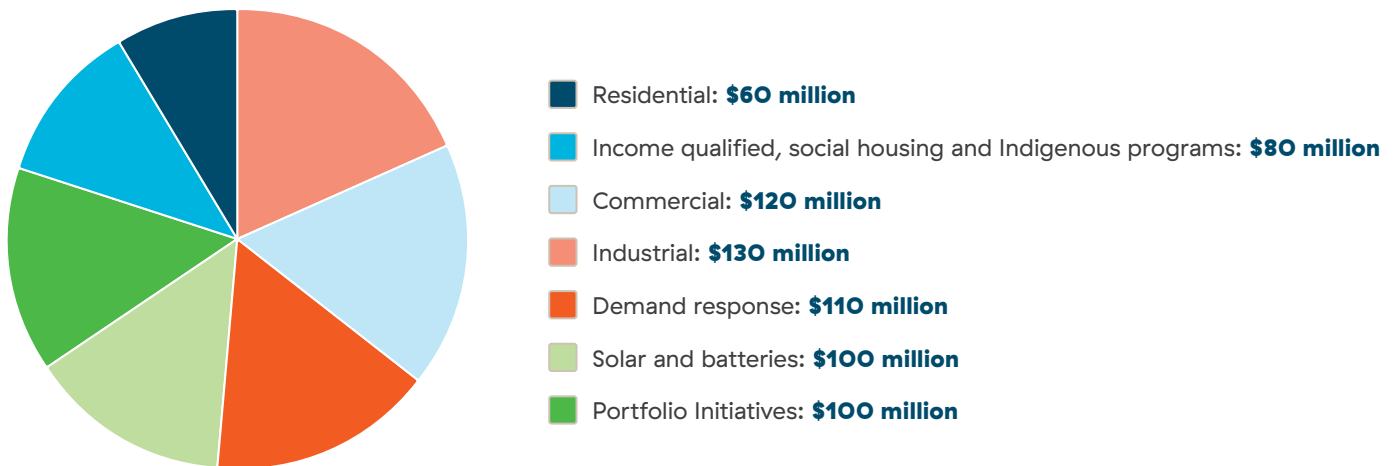 Residential: $60 million
Income qualified, social housing and Indigenous programs: $80 million
Commercial: $120 million
Industrial: $130 million
Demand response: $110 million
Solar and batteries: $100 million
Portfolio Initiatives: $100 million